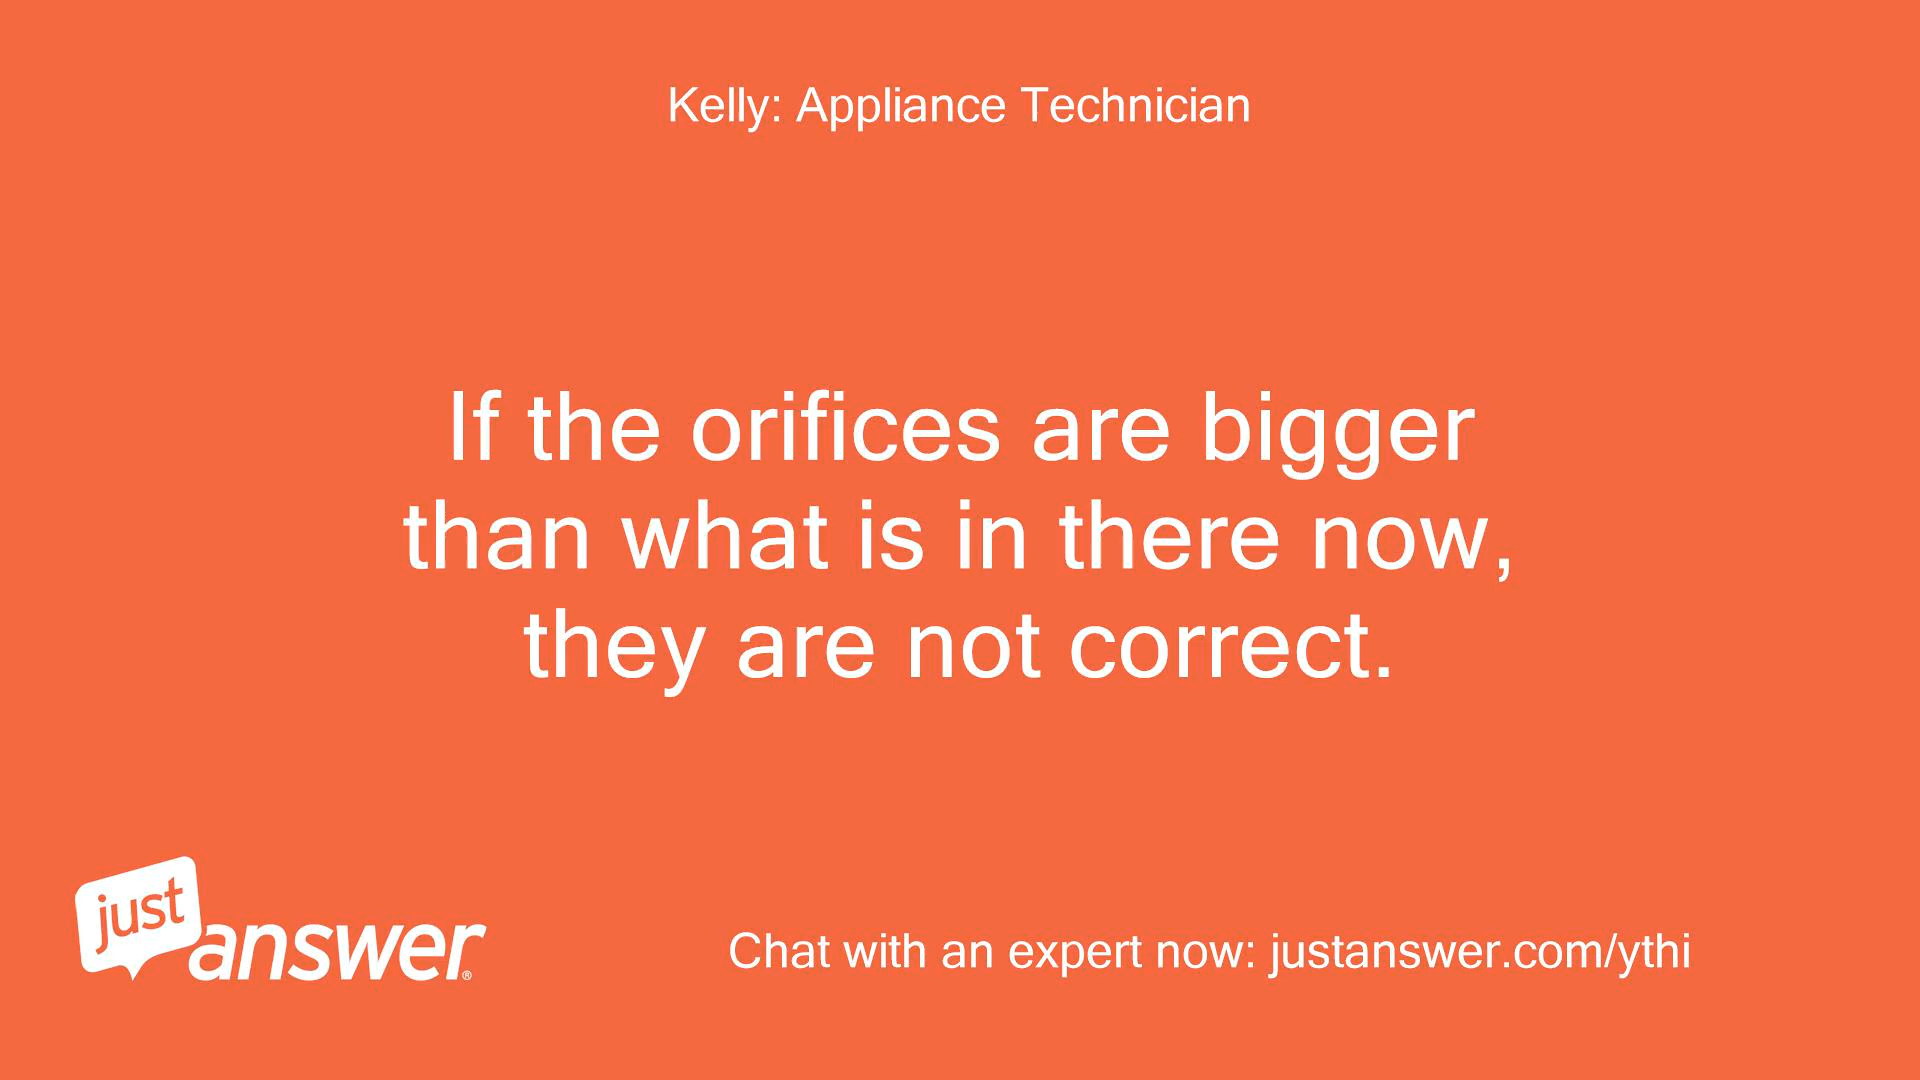 Kelly: Appliance Technician
If the orifices are bigger
than what is in there now,
they are not correct.
just
answer®
Chat with an expert now: justanswer.com/ythi